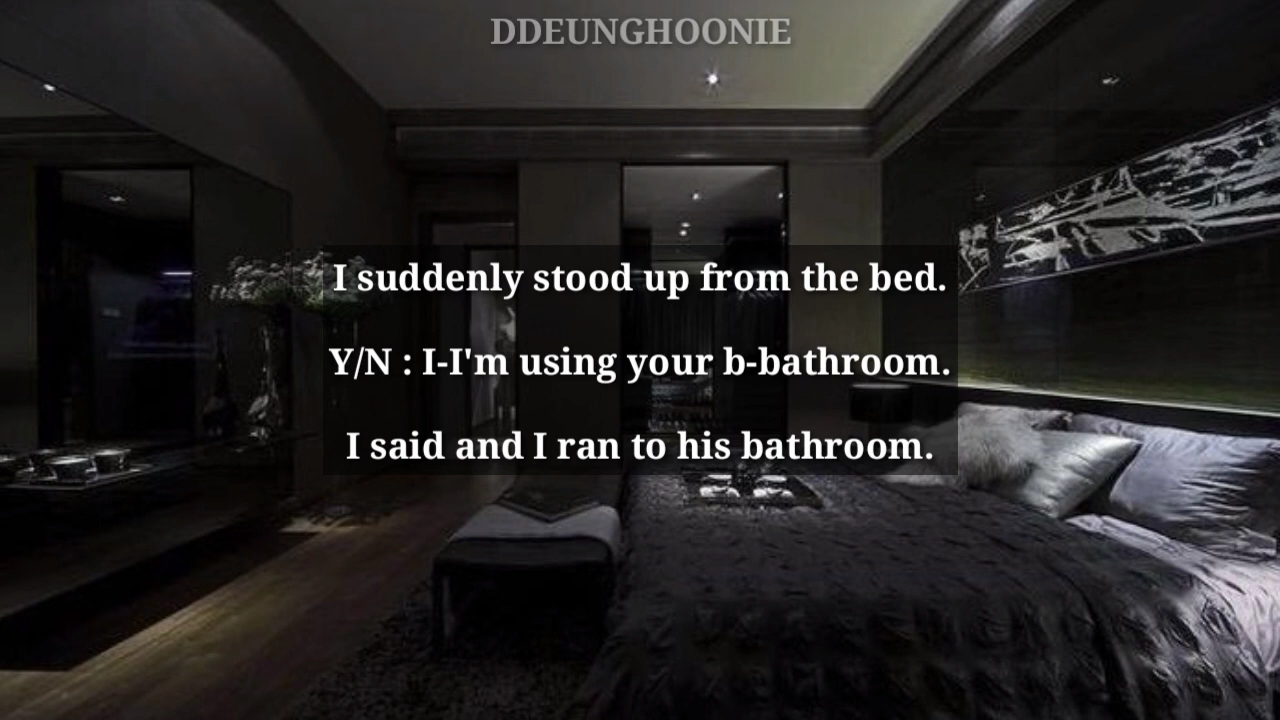 DDEUNGHOONIE
I suddenly stood up from the bed.
Y/N : I-I'm using your b-bathroom.
I said and I ran to his bathroom.